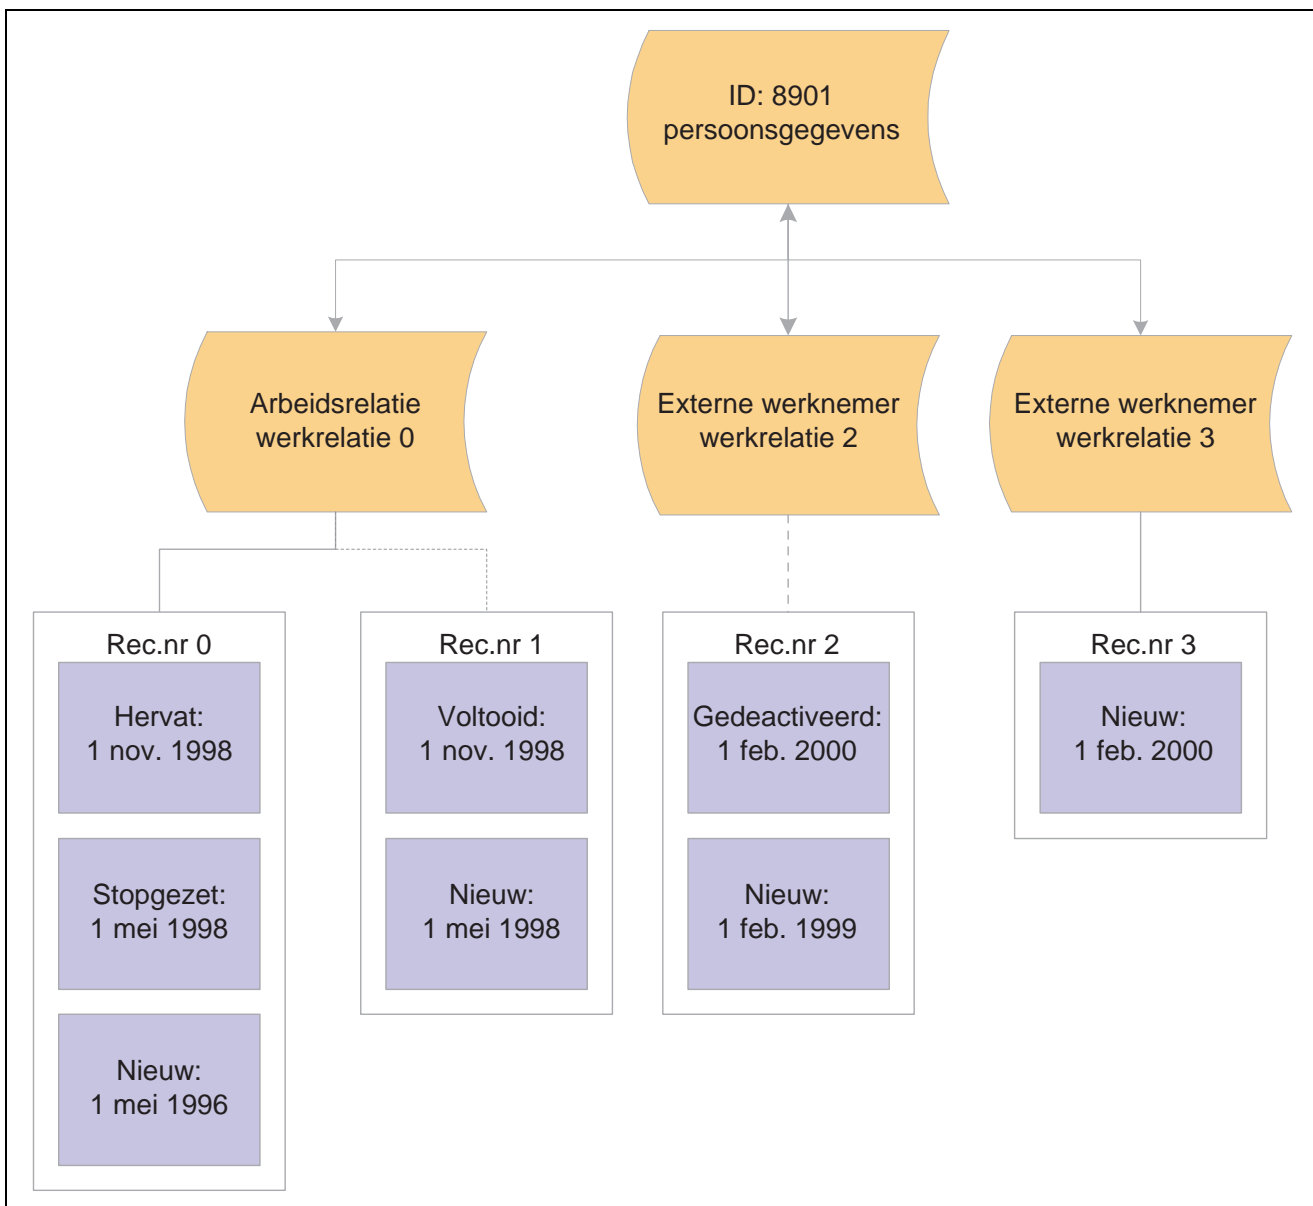 ID: 8901
persoonsgegevens
Arbeidsrelatie
werkrelatie 0
Externe werknemer
werkrelatie 2
Externe werknemer
werkrelatie 3
Rec.nr 0
Hervat:
1 nov. 1998
Stopgezet:
1 mei 1998
Nieuw:
1 mei 1996
Rec.nr 1
Voltooid:
1 nov. 1998
Nieuw:
1 mei 1998
Rec.nr 2
Gedeactiveerd:
1 feb. 2000
Nieuw:
1 feb. 1999
Rec.nr 3
Nieuw:
1 feb. 2000